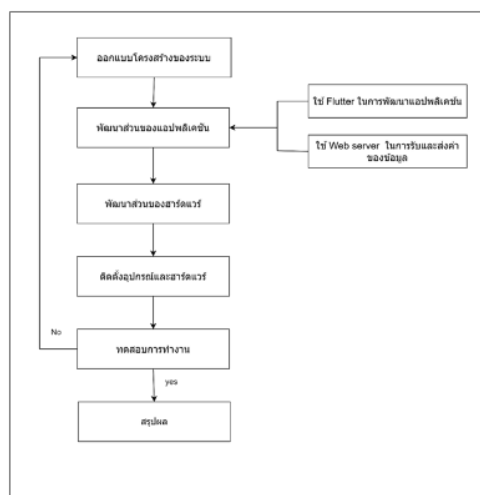 ออกแบบโครงสร้างของระบบ
ใช้ Flutter ในการพัฒนาแอปพลิเคชัน
พัฒนาส่วนของแอปพลิเคชัน
ใช้ Web server ในการรับและส่งค่า
ของข้อมูล
พัฒนาส่วนของฮาร์ดแวร์
ติดตั้งอุปกรณ์และฮาร์ดแวร์
No
ทดสอบการทำงาน
yes
สรุปผล